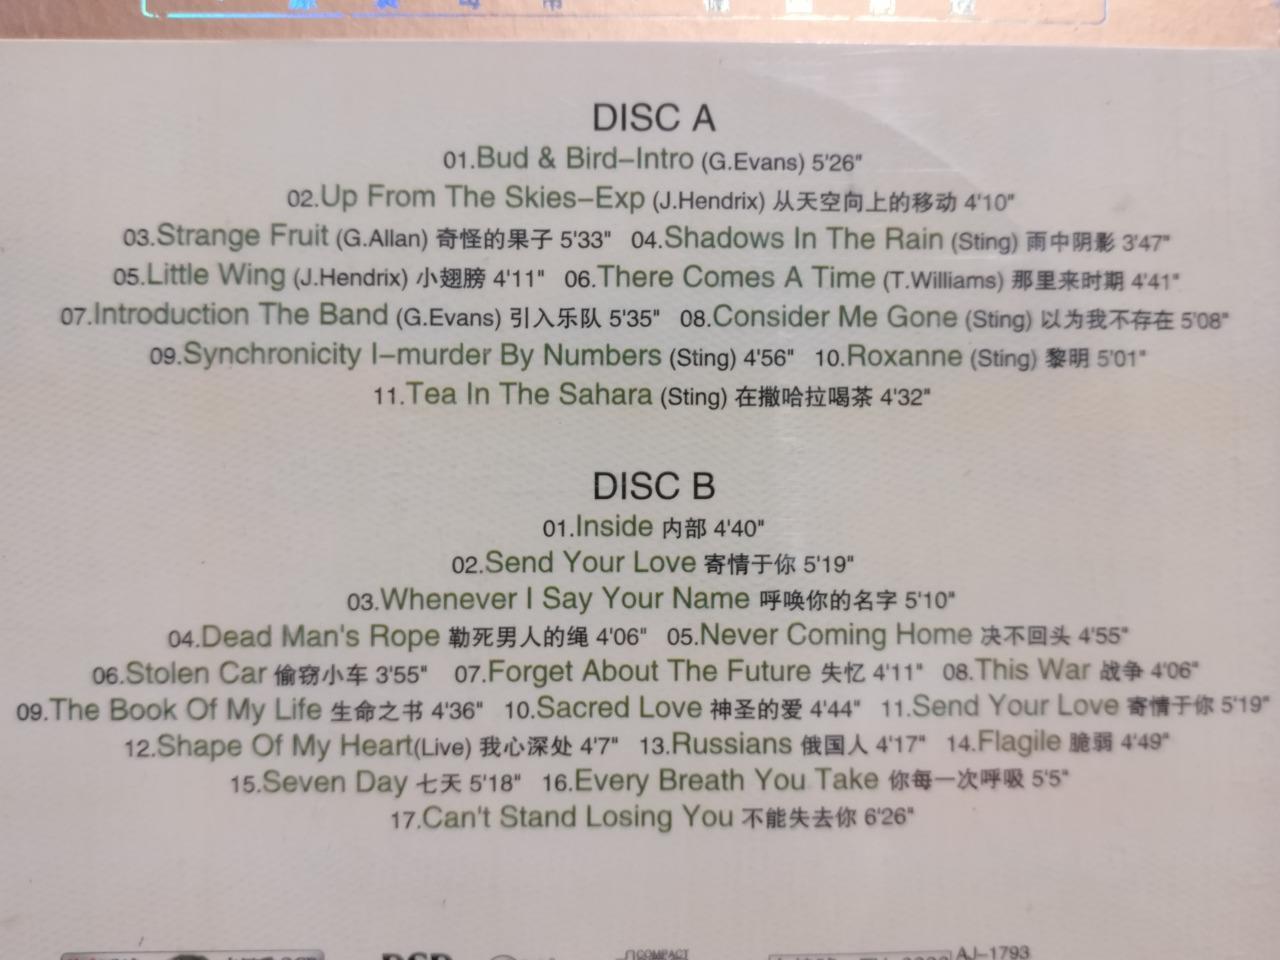 DISC A
01.Bud & Bird–Intro (G.Evans) 5'26"
02.Up From The Skies–Exp (J.Hendrix) 从天空向上的移动 4'10"
03.Strange Fruit (G.Allan) 奇怪的果子 5'33" 04.Shadows In The Rain (Sting) 雨中阴影 3'47"
05.Little Wing (J.Hendrix) 小翅膀 4'11" 06.There Comes A Time (T.Williams) 那里来时期 4'41"
07.Introduction The Band (G.Evans) 引入乐队 5'35" 08.Consider Me Gone (Sting) 以为我不存在 5'08"
09.Synchronicity I–murder By Numbers (Sting) 4'56" 10.Roxanne (Sting) 黎明 5'01"
11.Tea In The Sahara (Sting) 在撒哈拉喝茶 4'32"
DISC B
01.Inside 内部 4'40"
02.Send Your Love 寄情于你 5'19"
03.Whenever I Say Your Name 呼唤你的名字 5'10"
04.Dead Man's Rope 勒死男人的绳 4'06" 05.Never Coming Home 决不回头 4'55"
06.Stolen Car 偷窃小车 3'55" 07.Forget About The Future 失忆 4'11" 08.This War 战争 4'06"
09.The Book Of My Life 生命之书 4'36" 10.Sacred Love 神圣的爱 4'44" 11.Send Your Love 寄情于你 5'19"
12.Shape Of My Heart(Live) 我心深处 4'7" 13.Russians 俄国人 4'17" 14.Flagile 脆弱 4'49"
15.Seven Day 七天 5'18" 16.Every Breath You Take 你每一次呼吸 5'5"
17.Can't Stand Losing You 不能失去你 6'26"
COMPACT
AJ–1793